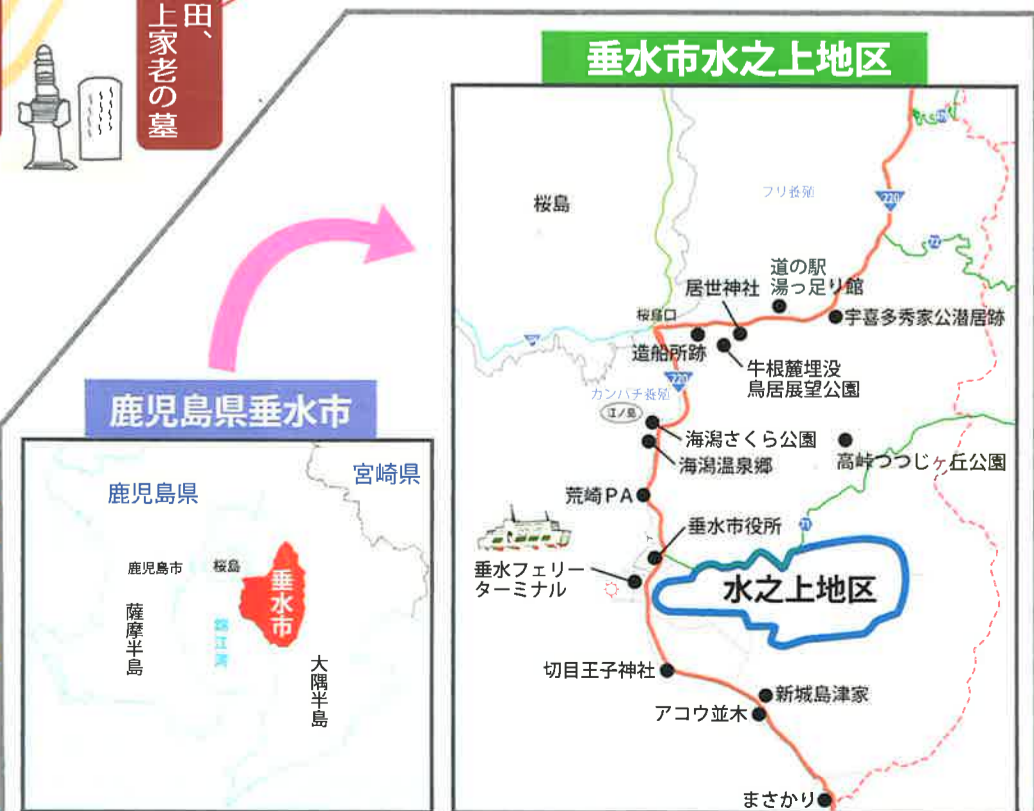 田、
上家老の墓
垂水市水之上地区
桜島
220
72
道の駅
湯っ足り館
居世神社
桜島口
宇喜多秀家公潜居跡
造船所跡
牛根麓埋没
鳥居展望公園
220
カンパチ養殖
江ノ島
海潟さくら公園
海潟温泉郷
高峠つつじヶ丘公園
荒崎PA
71
垂水市役所
垂水フェリー
ターミナル
水之上地区
切目王子神社
新城島津家
アコウ並木
まさかり
鹿児島県垂水市
鹿児島県
宮崎県
鹿児島市
桜島
垂水市
薩摩半島
錦江湾
大隅半島